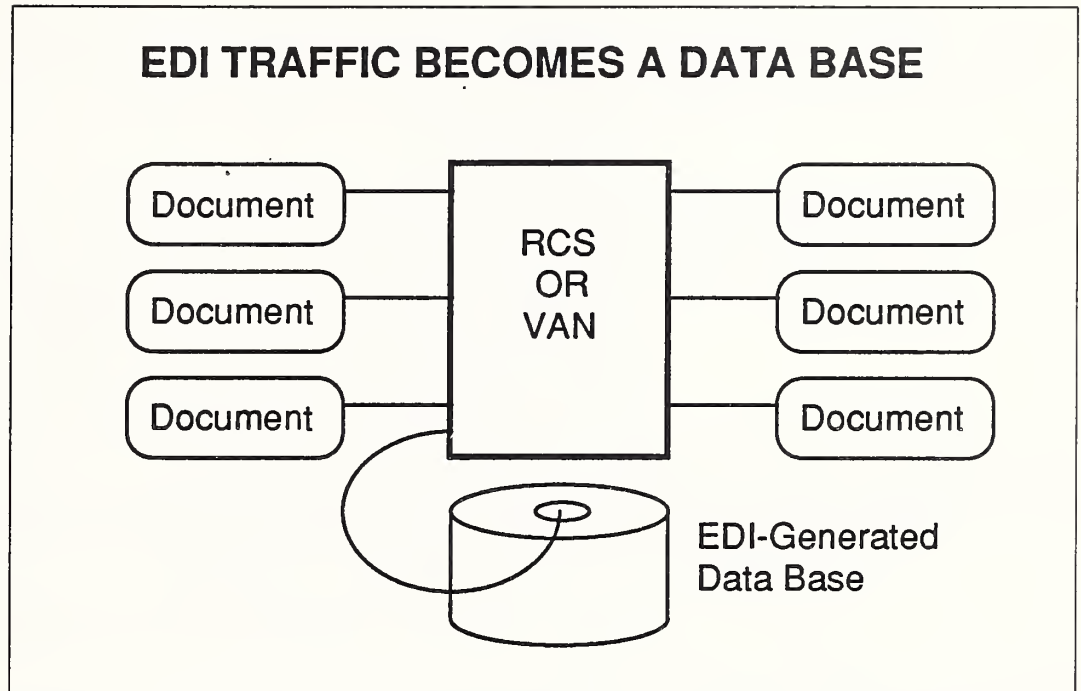 EDI TRAFFIC BECOMES A DATA BASE
Document
Document
Document
RCS
OR
VAN
Document
Document
Document
EDI-Generated
Data Base